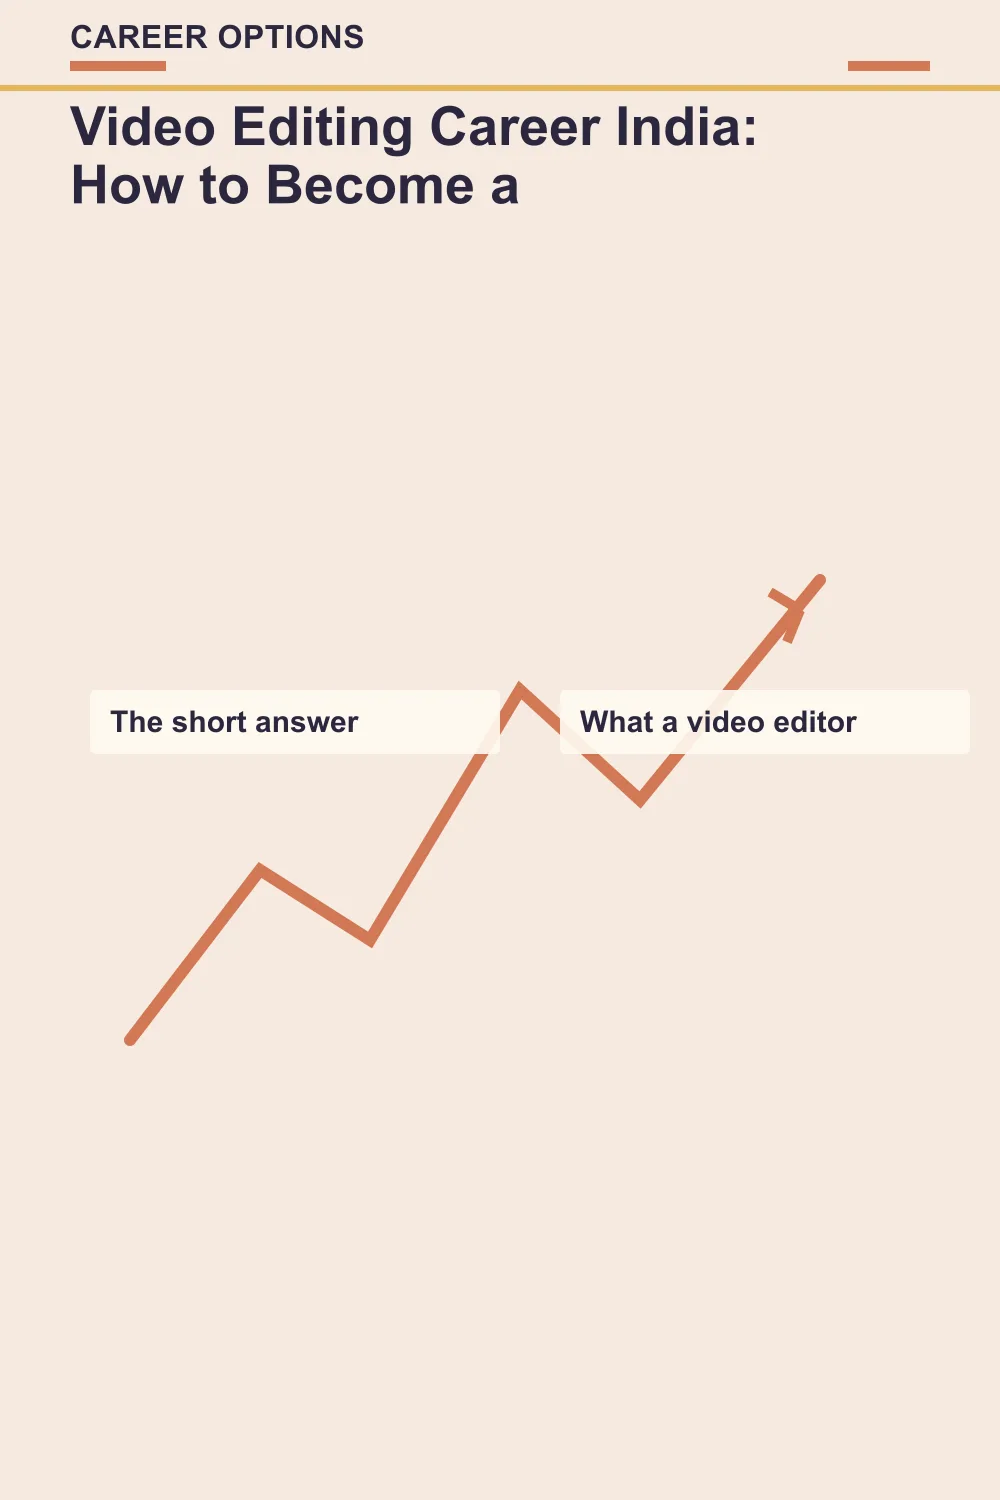 CAREER OPTIONS
Video Editing Career India:
How to Become a
The short answer
What a video editor